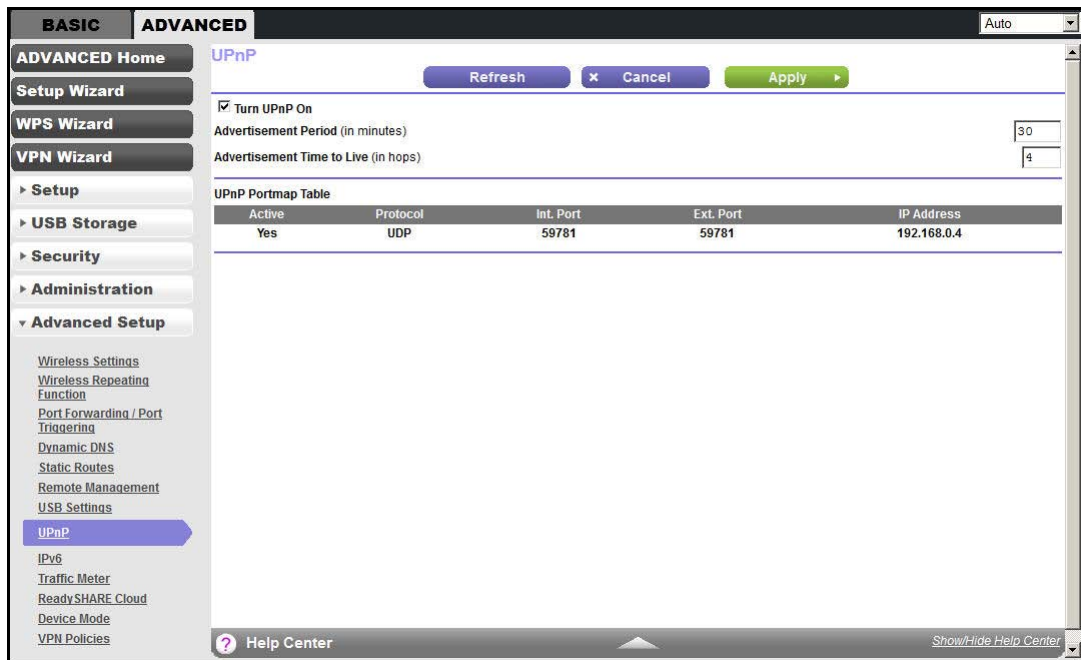 BASIC ADVANCED Auto
ADVANCED Home
Setup Wizard
WPS Wizard
VPN Wizard
Setup
USB Storage
Security
Administration
Advanced Setup
Wireless Settings
Wireless Repeating
Function
Port Forwarding / Port
Triggering
Dynamic DNS
Static Routes
Remote Management
USB Settings
UPnP
IPv6
Traffic Meter
ReadySHARE Cloud
Device Mode
VPN Policies
UPnP
Refresh × Cancel Apply
Turn UPnP On
Advertisement Period (in minutes) 30
Advertisement Time to Live (in hops) 4
UPnP Portmap Table
Active Protocol Int. Port Ext. Port IP Address
Yes UDP 59781 59781 192.168.0.4
? Help Center Show/Hide Help Center